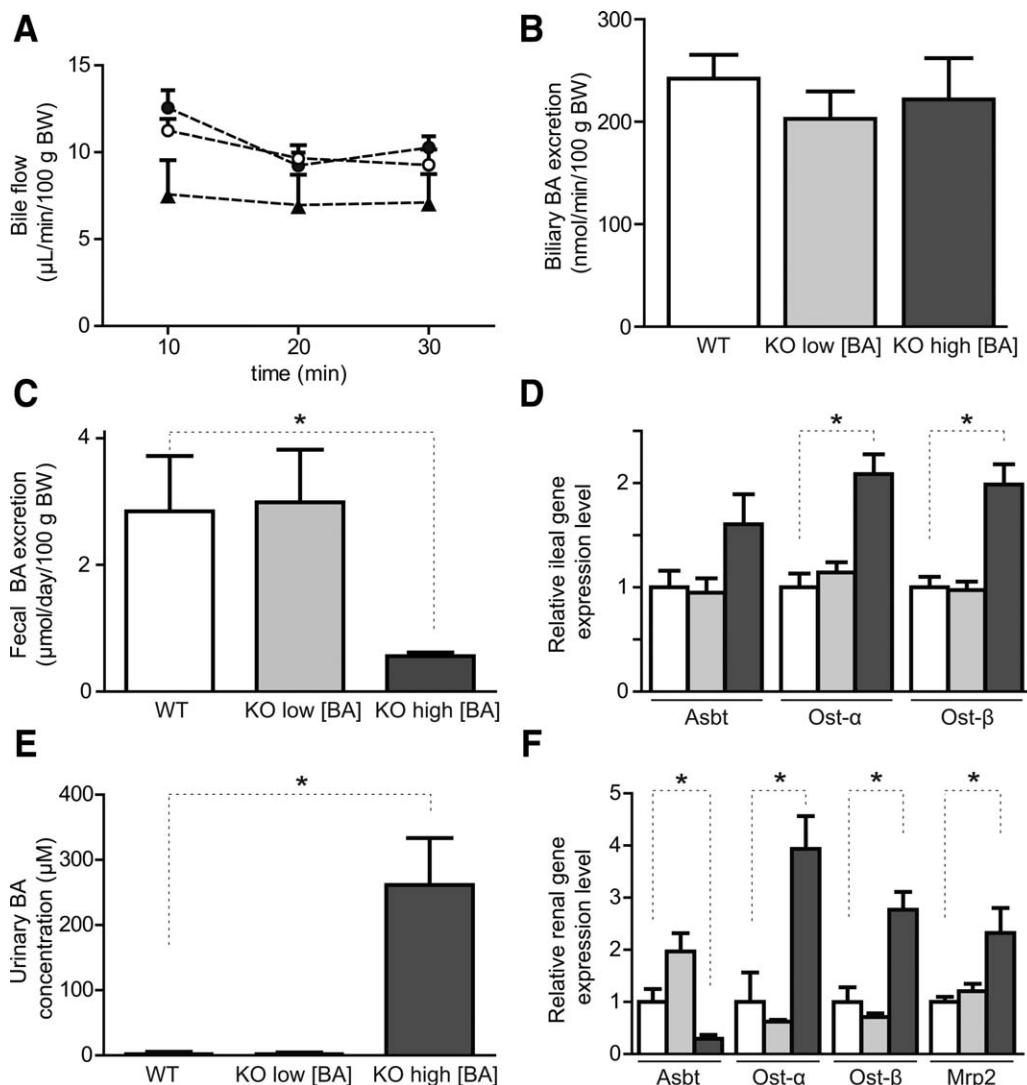 A
Bile flow
(µL/min/100 g BW)
15
10
5
0
10 20 30
time (min)
B
Biliary BA excretion
(nmol/min/100 g BW)
300
200
100
0
WT KO low [BA] KO high [BA]
C
Fecal BA excretion
(µmol/day/100 g BW)
4
2
0
*
WT KO low [BA] KO high [BA]
D
Relative ileal gene
expression level
2
1
0
* *
Asbt Ost-α Ost-β
E
Urinary BA
concentration (µM)
400
300
200
100
0
*
WT KO low [BA] KO high [BA]
F
Relative renal gene
expression level
5
4
3
2
1
0
* * * *
Asbt Ost-α Ost-β Mrp2